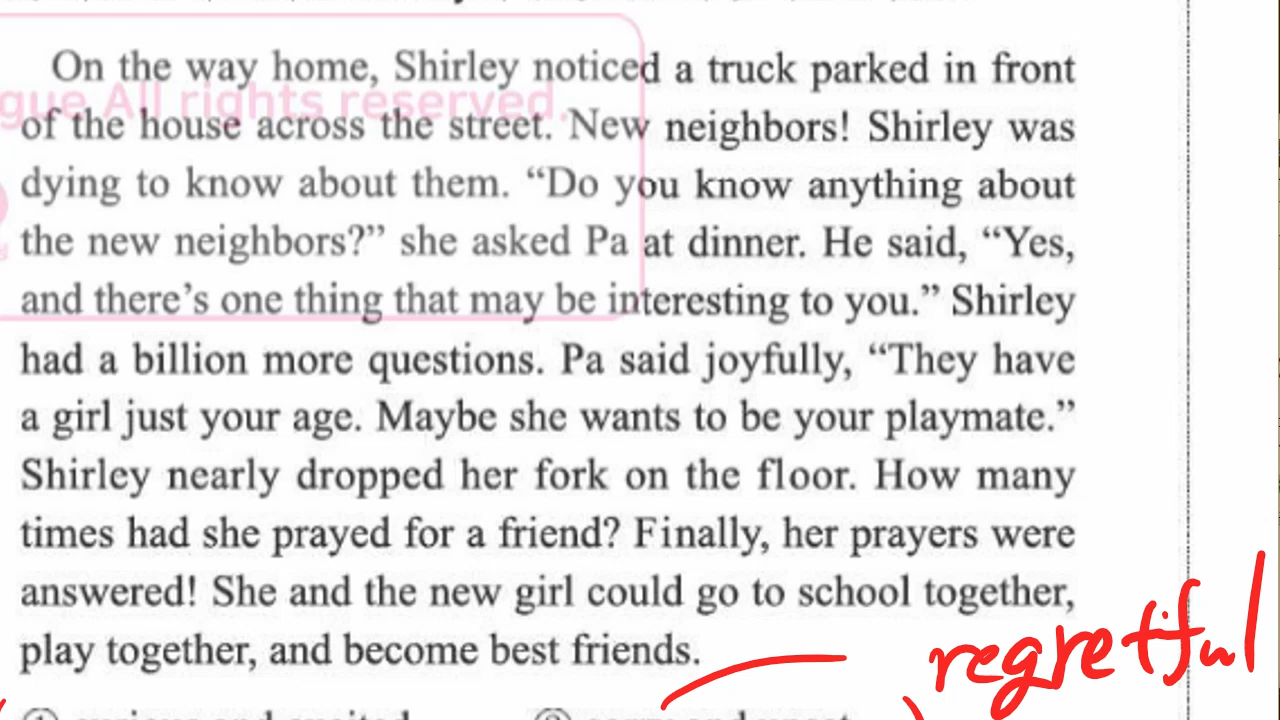 On the way home, Shirley noticed a truck parked in front
gue All rights reserved.
of the house across the street. New neighbors! Shirley was
dying to know about them. “Do you know anything about
the new neighbors?” she asked Pa at dinner. He said, “Yes,
and there’s one thing that may be interesting to you.” Shirley
had a billion more questions. Pa said joyfully, “They have
a girl just your age. Maybe she wants to be your playmate.”
Shirley nearly dropped her fork on the floor. How many
times had she prayed for a friend? Finally, her prayers were
answered! She and the new girl could go to school together,
play together, and become best friends.
regretful